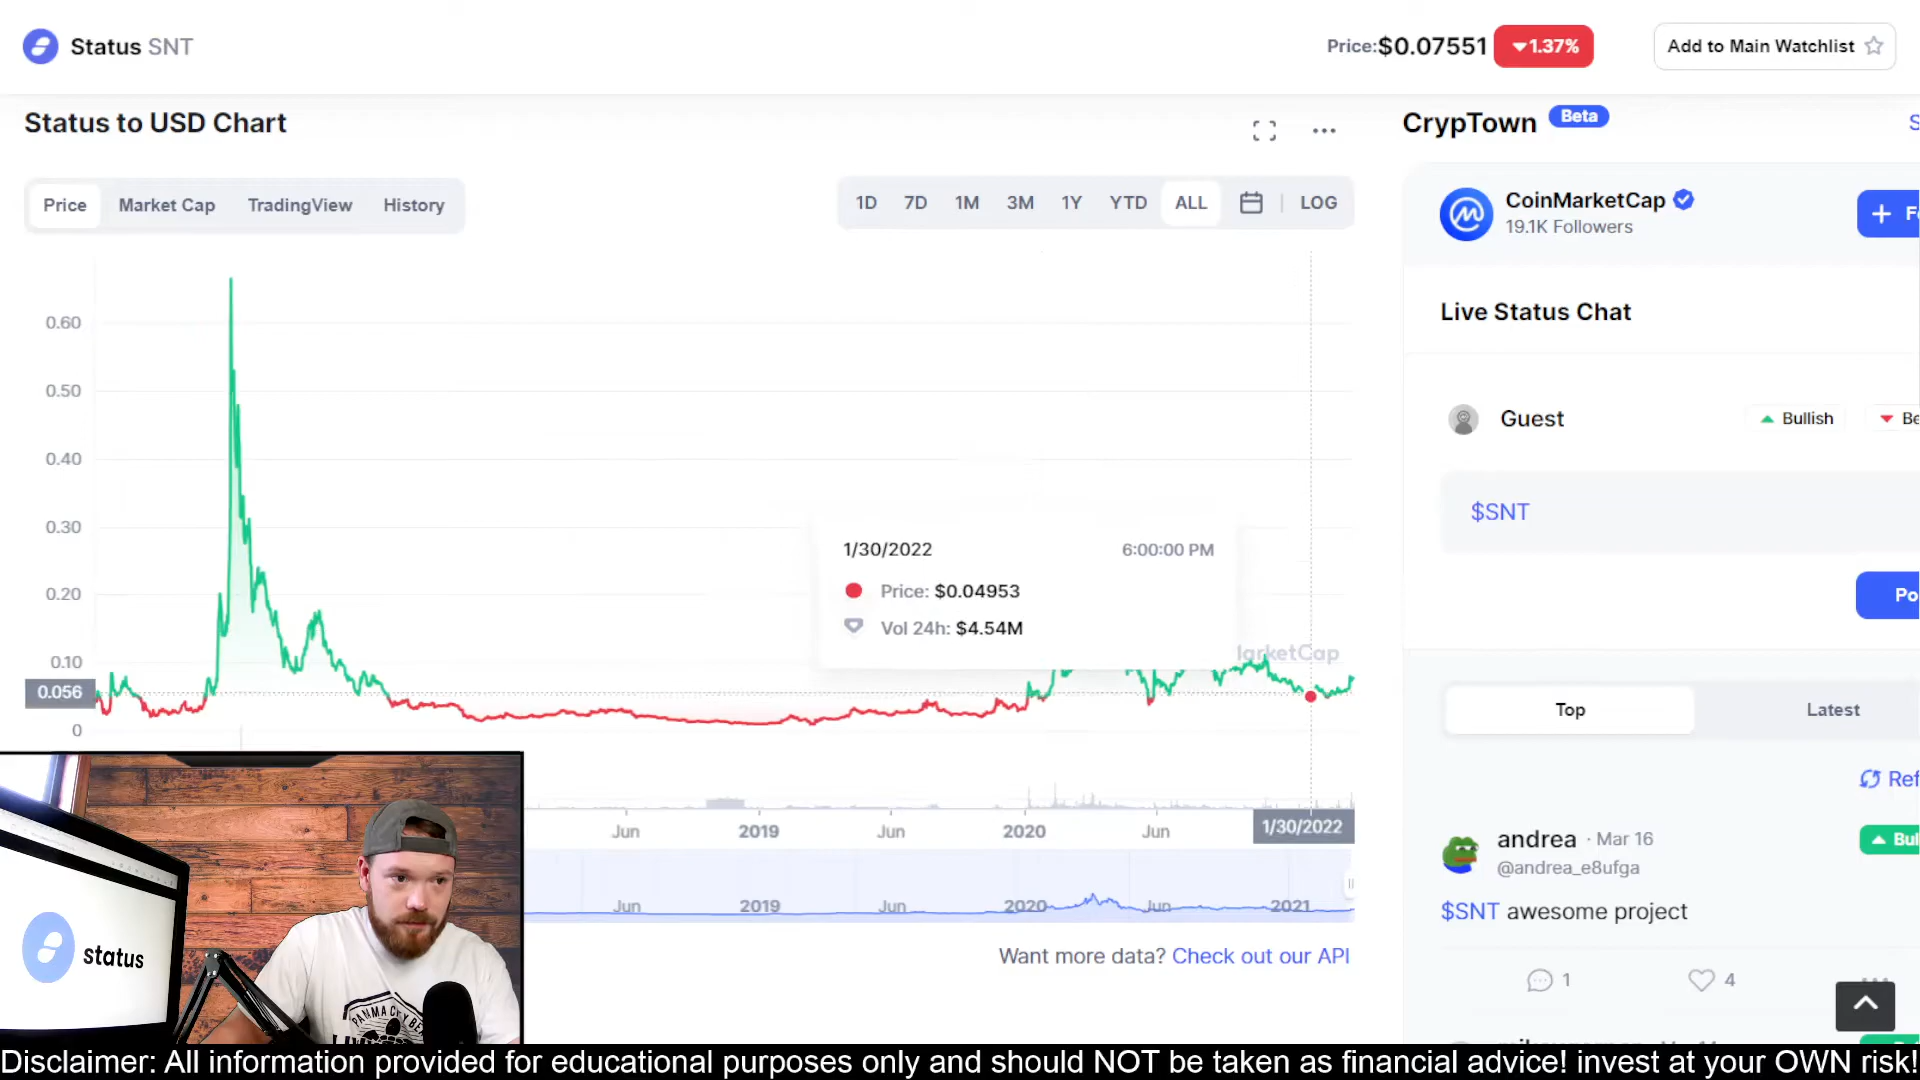 Status SNT
Price:$0.07551
1.37%
Add to Main Watchlist
Status to USD Chart
CrypTown
Beta
S
Price
Market Cap
TradingView
History
1D
7D
1M
3M
1Y
YTD
ALL
LOG
CoinMarketCap
19.1K Followers
Live Status Chat
Guest
Bullish
$SNT
0.60
0.50
0.40
0.30
0.20
0.10
0.056
0
1/30/2022
6:00:00 PM
Price: $0.04953
Vol 24h: $4.54M
arketCap
Po
Top
Latest
Ref
Jun
2019
Jun
2020
Jun
1/30/2022
Jun
2019
Jun
2020
Jun
2021
Want more data? Check out our API
andrea · Mar 16
Bul
@andrea_e8ufga
$SNT awesome project
1
4
status
Disclaimer: All information provided for educational purposes only and should NOT be taken as financial advice! invest at your OWN risk!